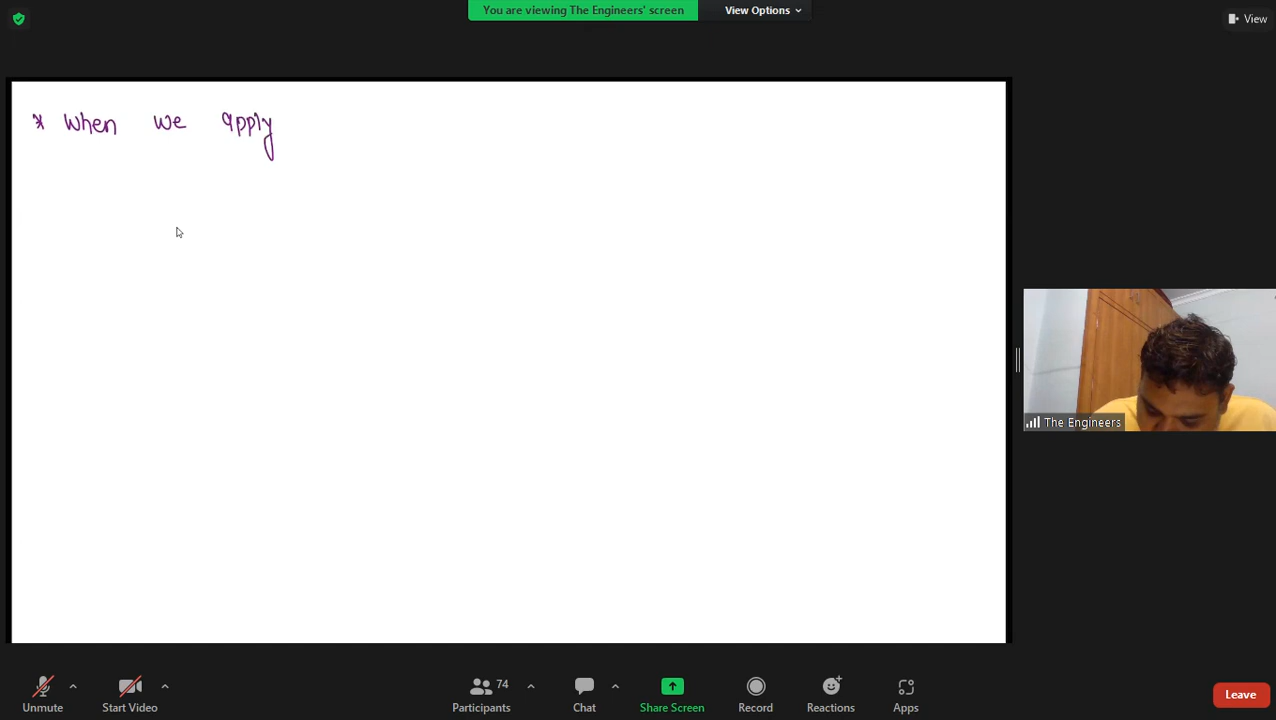 You are viewing The Engineers' screen
View Options
View
* When we apply
The Engineers
74
Unmute
Start Video
Participants
Chat
Share Screen
Record
Reactions
Apps
Leave